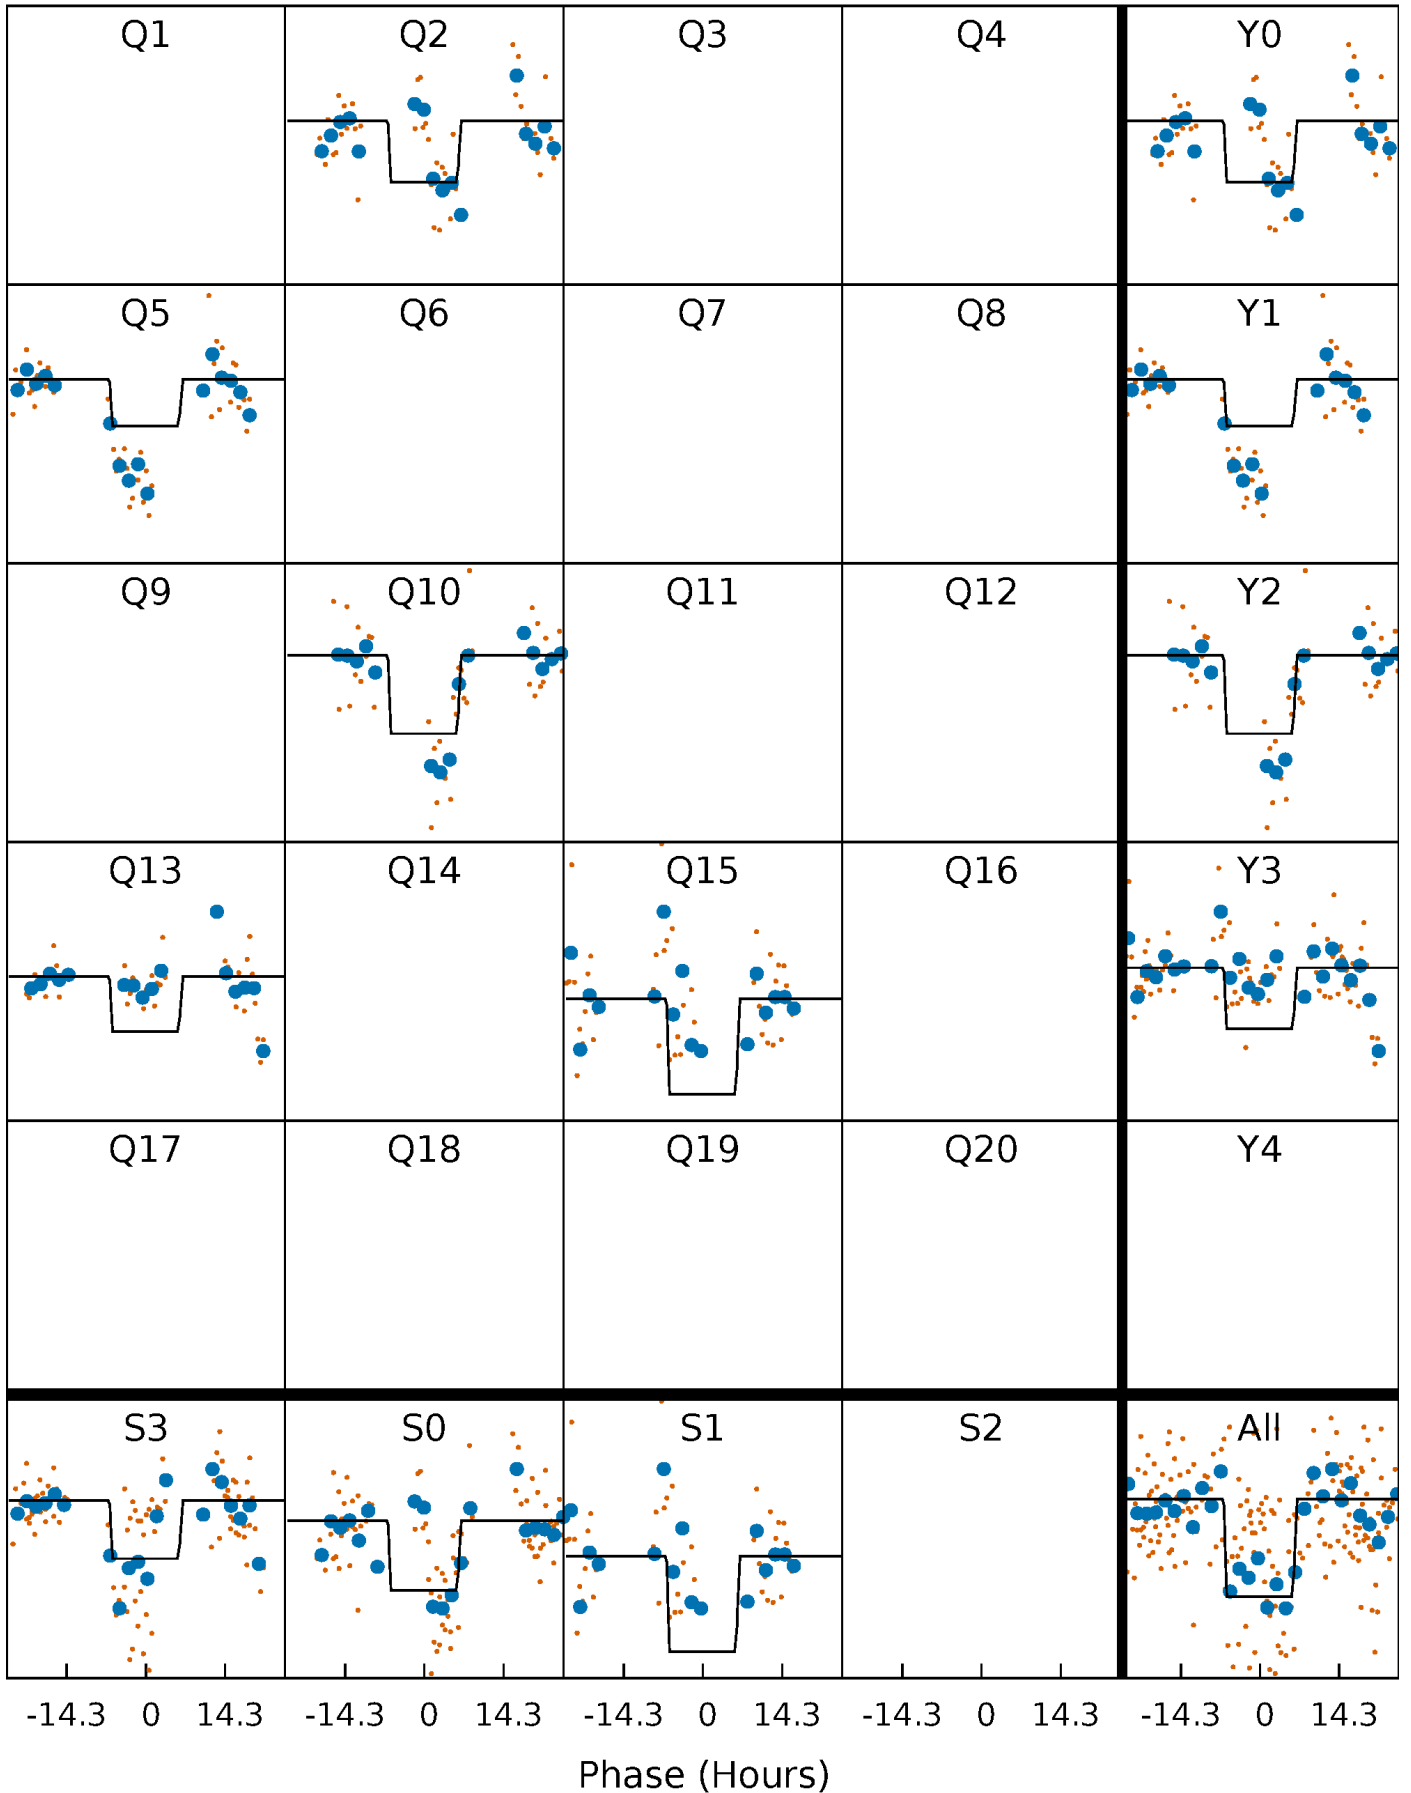 Q1 Q2 Q3 Q4 Y0
Q5 Q6 Q7 Q8 Y1
Q9 Q10 Q11 Q12 Y2
Q13 Q14 Q15 Q16 Y3
Q17 Q18 Q19 Q20 Y4
S3 S0 S1 S2 All
-14.3 0 14.3 -14.3 0 14.3 -14.3 0 14.3 -14.3 0 14.3 -14.3 0 14.3
Phase (Hours)